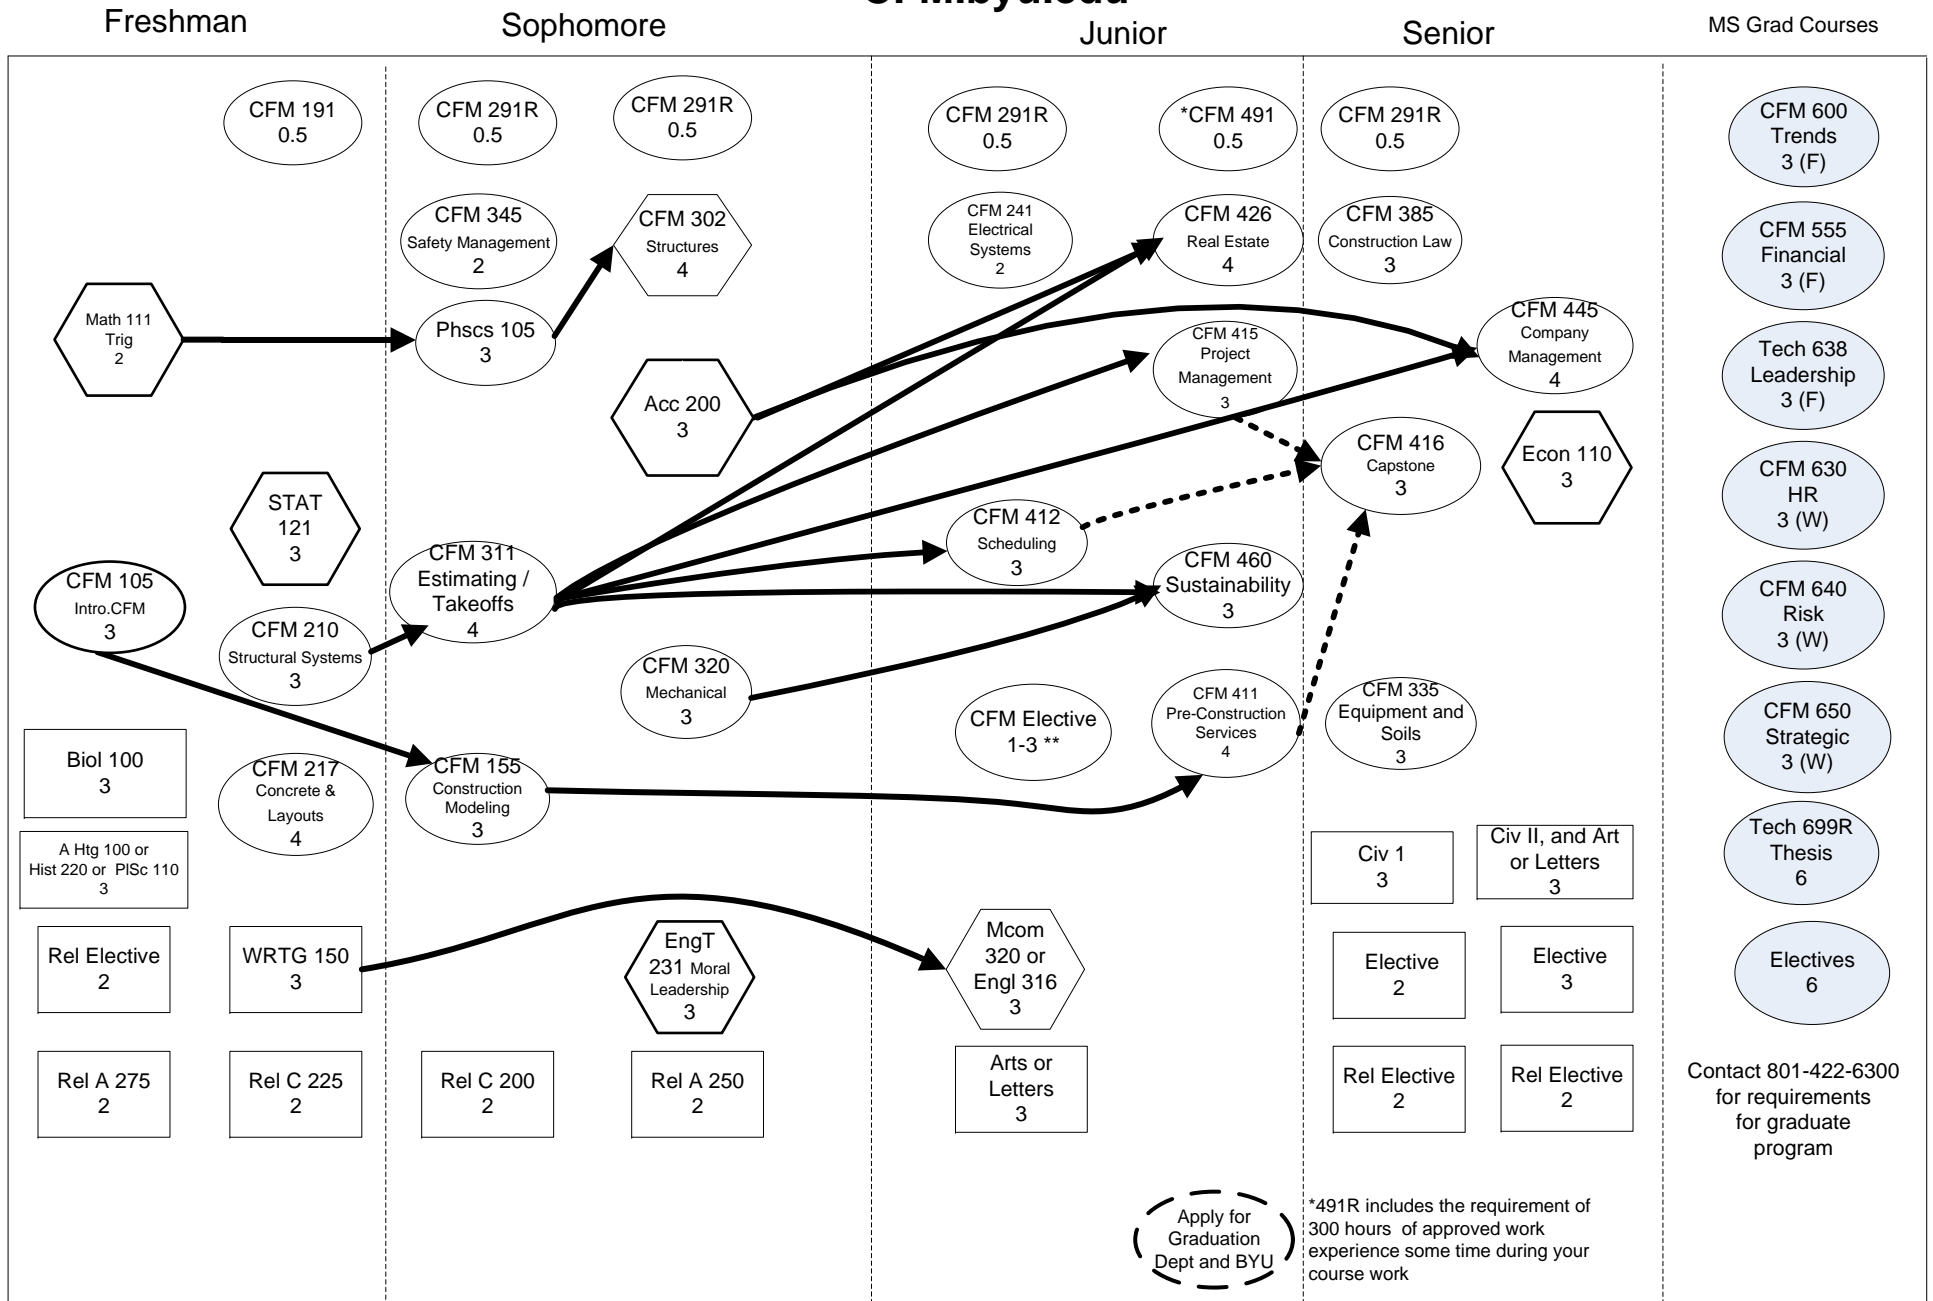 Freshman
Sophomore
Junior
Senior
MS Grad Courses
CFM 191
0.5
Math 111
Trig
2
STAT
121
3
CFM 105
Intro.CFM
3
CFM 210
Structural Systems
3
Biol 100
3
CFM 217
Concrete &
Layouts
4
A Htg 100 or
Hist 220 or PlSc 110
3
Rel Elective
2
WRTG 150
3
Rel A 275
2
Rel C 225
2
CFM 291R
0.5
CFM 291R
0.5
CFM 345
Safety Management
2
CFM 302
Structures
4
Phscs 105
3
Acc 200
3
CFM 311
Estimating /
Takeoffs
4
CFM 320
Mechanical
3
CFM 155
Construction
Modeling
3
EngT
231 Moral
Leadership
3
Rel C 200
2
Rel A 250
2
CFM 291R
0.5
*CFM 491
0.5
CFM 241
Electrical
Systems
2
CFM 426
Real Estate
4
CFM 415
Project
Management
3
CFM 412
Scheduling
3
CFM 460
Sustainability
3
CFM Elective
1-3 **
CFM 411
Pre-Construction
Services
4
Mcom
320 or
Engl 316
3
Arts or
Letters
3
Apply for
Graduation
Dept and BYU
CFM 291R
0.5
CFM 385
Construction Law
3
CFM 445
Company
Management
4
CFM 416
Capstone
3
Econ 110
3
CFM 335
Equipment and
Soils
3
Civ 1
3
Civ II, and Art
or Letters
3
Elective
2
Elective
3
Rel Elective
2
Rel Elective
2
*491R includes the requirement of
300 hours of approved work
experience some time during your
course work
CFM 600
Trends
3 (F)
CFM 555
Financial
3 (F)
Tech 638
Leadership
3 (F)
CFM 630
HR
3 (W)
CFM 640
Risk
3 (W)
CFM 650
Strategic
3 (W)
Tech 699R
Thesis
6
Electives
6
Contact 801-422-6300
for requirements
for graduate
program